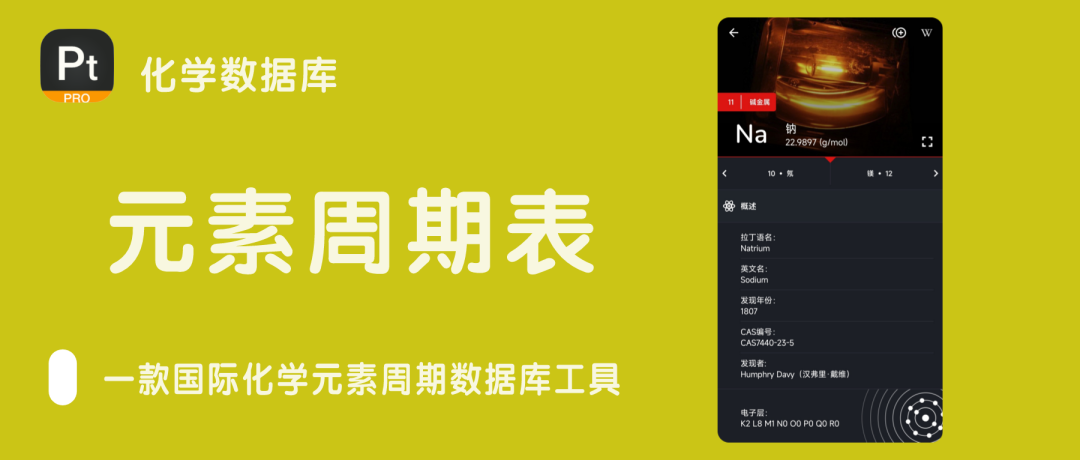 Pt
PRO
化学数据库
元素周期表
一款国际化学元素周期数据库工具
W
11 碱金属
Na
钠
22.9897 (g/mol)
10 • 氖
镁 • 12
概述
拉丁语名：
Natrium
英文名：
Sodium
发现年份：
1807
CAS编号：
CAS7440-23-5
发现者：
Humphry Davy（汉弗里·戴维）
电子层：
K2 L8 M1 N0 O0 P0 Q0 R0